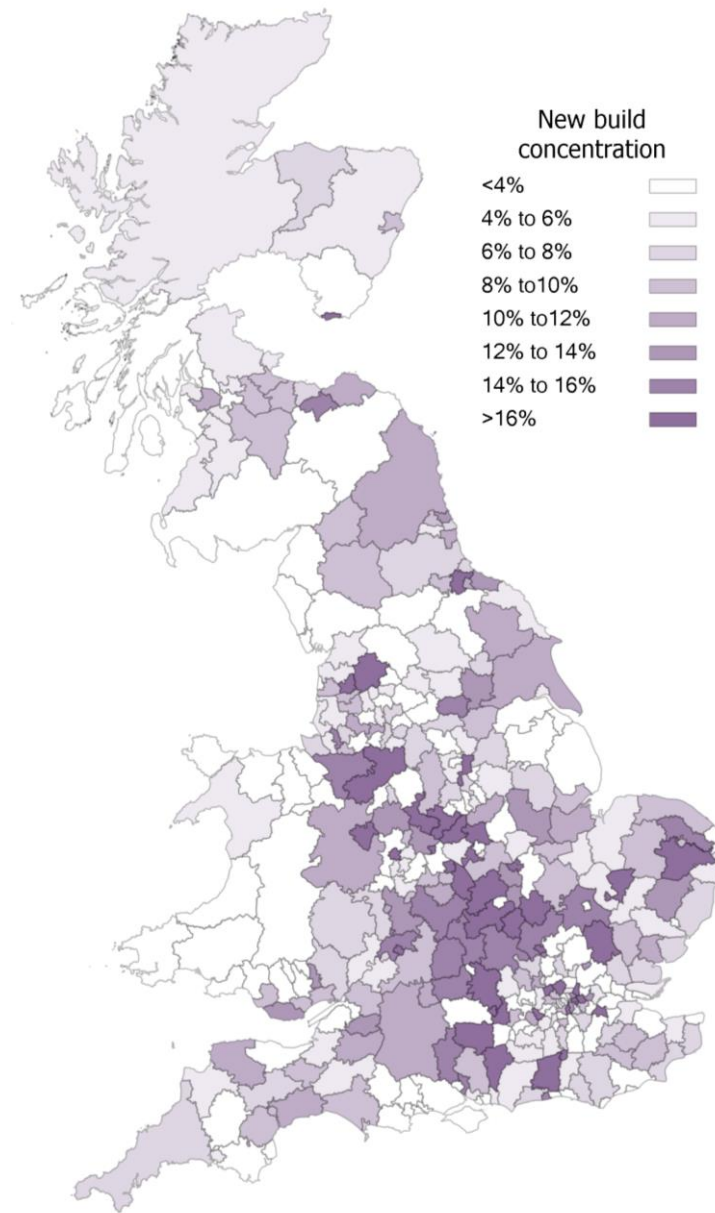 New build
concentration
<4%
4% to 6%
6% to 8%
8% to10%
10% to12%
12% to 14%
14% to 16%
>16%